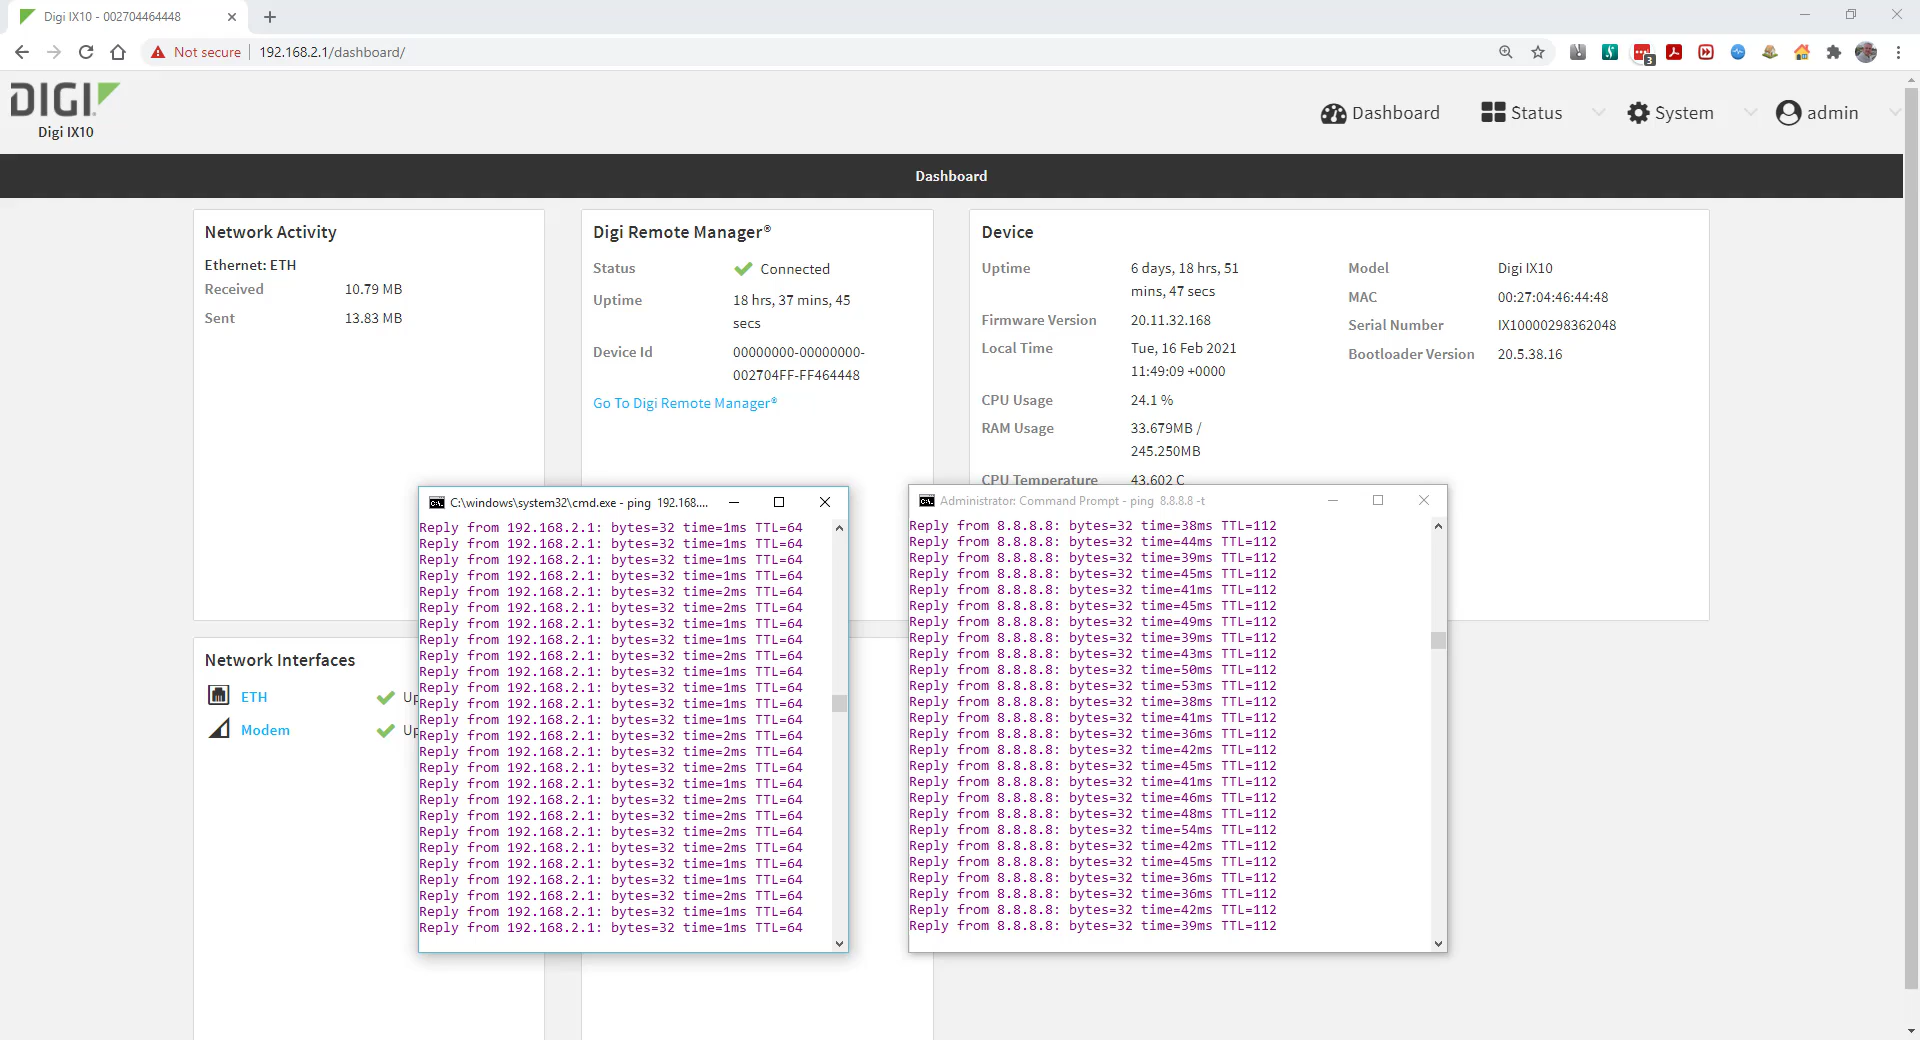 Digi IX10 - 002704464448
Not secure
192.168.2.1/dashboard/
3
DIGI
Digi IX10
Dashboard
Status
System
admin
Dashboard
Network Activity
Ethernet: ETH
Received 10.79 MB
Sent 13.83 MB
Digi Remote Manager®
Status Connected
Uptime 18 hrs, 37 mins, 45
secs
Device Id 00000000-00000000-
002704FF-FF464448
Go To Digi Remote Manager®
Device
Uptime 6 days, 18 hrs, 51
mins, 47 secs
Firmware Version 20.11.32.168
Local Time Tue, 16 Feb 2021
11:49:09 +0000
CPU Usage 24.1 %
RAM Usage 33.679MB /
245.250MB
CPU Temperature 43.602 C
Model Digi IX10
MAC 00:27:04:46:44:48
Serial Number IX10000298362048
Bootloader Version 20.5.38.16
Network Interfaces
ETH Up
Modem Up
C:\windows\system32\cmd.exe - ping 192.168....
Reply from 192.168.2.1: bytes=32 time=1ms TTL=64
Reply from 192.168.2.1: bytes=32 time=1ms TTL=64
Reply from 192.168.2.1: bytes=32 time=1ms TTL=64
Reply from 192.168.2.1: bytes=32 time=1ms TTL=64
Reply from 192.168.2.1: bytes=32 time=2ms TTL=64
Reply from 192.168.2.1: bytes=32 time=2ms TTL=64
Reply from 192.168.2.1: bytes=32 time=1ms TTL=64
Reply from 192.168.2.1: bytes=32 time=1ms TTL=64
Reply from 192.168.2.1: bytes=32 time=2ms TTL=64
Reply from 192.168.2.1: bytes=32 time=1ms TTL=64
Reply from 192.168.2.1: bytes=32 time=1ms TTL=64
Reply from 192.168.2.1: bytes=32 time=1ms TTL=64
Reply from 192.168.2.1: bytes=32 time=1ms TTL=64
Reply from 192.168.2.1: bytes=32 time=2ms TTL=64
Reply from 192.168.2.1: bytes=32 time=2ms TTL=64
Reply from 192.168.2.1: bytes=32 time=2ms TTL=64
Reply from 192.168.2.1: bytes=32 time=1ms TTL=64
Reply from 192.168.2.1: bytes=32 time=2ms TTL=64
Reply from 192.168.2.1: bytes=32 time=2ms TTL=64
Reply from 192.168.2.1: bytes=32 time=2ms TTL=64
Reply from 192.168.2.1: bytes=32 time=2ms TTL=64
Reply from 192.168.2.1: bytes=32 time=1ms TTL=64
Reply from 192.168.2.1: bytes=32 time=1ms TTL=64
Reply from 192.168.2.1: bytes=32 time=2ms TTL=64
Reply from 192.168.2.1: bytes=32 time=1ms TTL=64
Reply from 192.168.2.1: bytes=32 time=1ms TTL=64
Administrator: Command Prompt - ping 8.8.8.8 -t
Reply from 8.8.8.8: bytes=32 time=38ms TTL=112
Reply from 8.8.8.8: bytes=32 time=44ms TTL=112
Reply from 8.8.8.8: bytes=32 time=39ms TTL=112
Reply from 8.8.8.8: bytes=32 time=45ms TTL=112
Reply from 8.8.8.8: bytes=32 time=41ms TTL=112
Reply from 8.8.8.8: bytes=32 time=45ms TTL=112
Reply from 8.8.8.8: bytes=32 time=49ms TTL=112
Reply from 8.8.8.8: bytes=32 time=39ms TTL=112
Reply from 8.8.8.8: bytes=32 time=43ms TTL=112
Reply from 8.8.8.8: bytes=32 time=50ms TTL=112
Reply from 8.8.8.8: bytes=32 time=53ms TTL=112
Reply from 8.8.8.8: bytes=32 time=38ms TTL=112
Reply from 8.8.8.8: bytes=32 time=41ms TTL=112
Reply from 8.8.8.8: bytes=32 time=36ms TTL=112
Reply from 8.8.8.8: bytes=32 time=42ms TTL=112
Reply from 8.8.8.8: bytes=32 time=45ms TTL=112
Reply from 8.8.8.8: bytes=32 time=41ms TTL=112
Reply from 8.8.8.8: bytes=32 time=46ms TTL=112
Reply from 8.8.8.8: bytes=32 time=48ms TTL=112
Reply from 8.8.8.8: bytes=32 time=54ms TTL=112
Reply from 8.8.8.8: bytes=32 time=42ms TTL=112
Reply from 8.8.8.8: bytes=32 time=45ms TTL=112
Reply from 8.8.8.8: bytes=32 time=36ms TTL=112
Reply from 8.8.8.8: bytes=32 time=36ms TTL=112
Reply from 8.8.8.8: bytes=32 time=42ms TTL=112
Reply from 8.8.8.8: bytes=32 time=39ms TTL=112